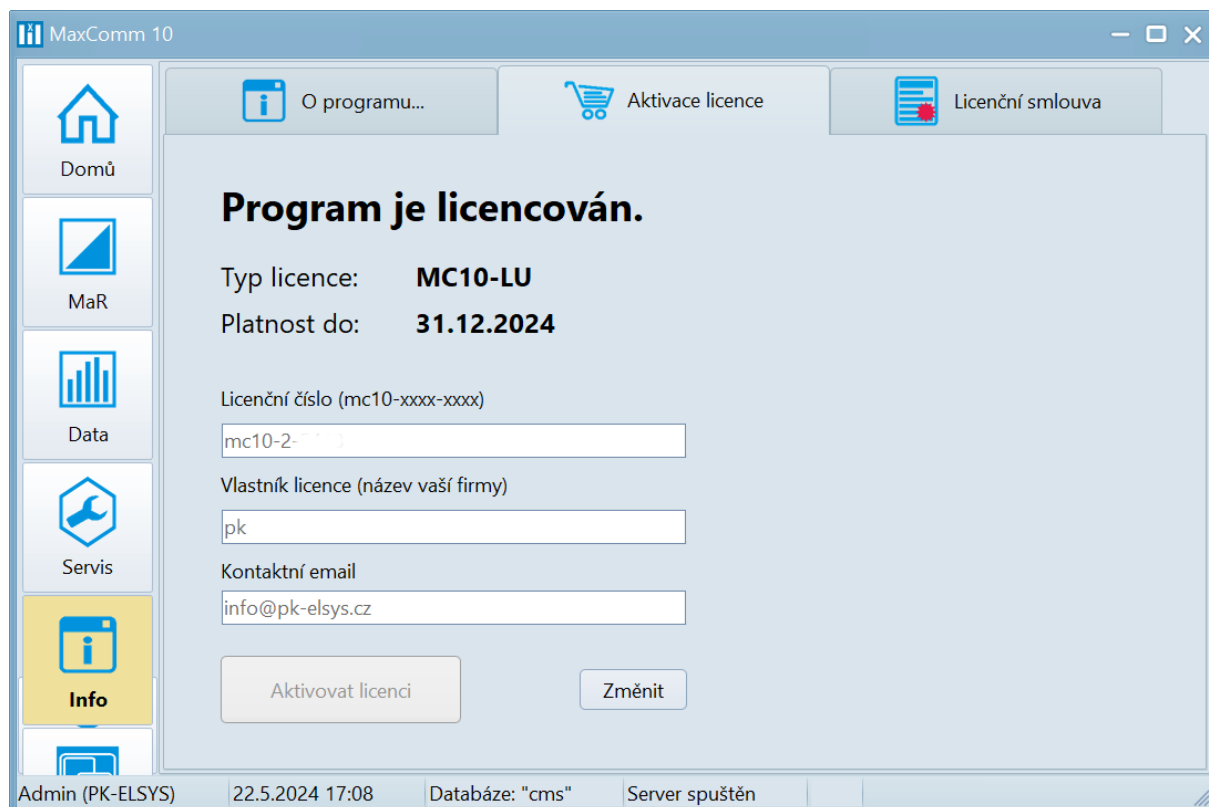 MaxComm 10
O programu...
Aktivace licence
Licenční smlouva
Domů
MaR
Data
Servis
Info
Program je licencován.
Typ licence: MC10-LU
Platnost do: 31.12.2024
Licenční číslo (mc10-xxxx-xxxx)
mc10-2-
Vlastník licence (název vaší firmy)
pk
Kontaktní email
info@pk-elsys.cz
Aktivovat licenci
Změnit
Admin (PK-ELSYS) 22.5.2024 17:08 Databáze: "cms" Server spuštěn